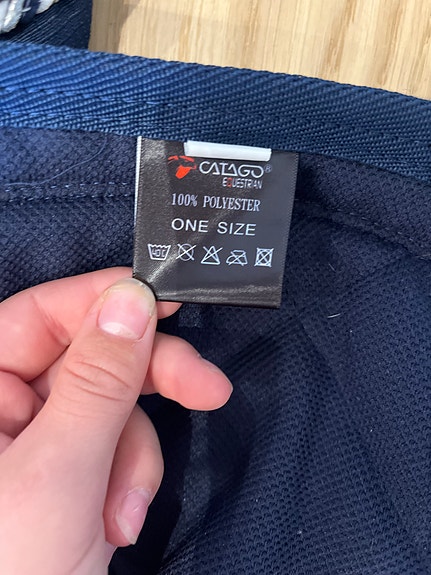 CATAGO®
EQUESTRIAN
100% POLYESTER
ONE SIZE